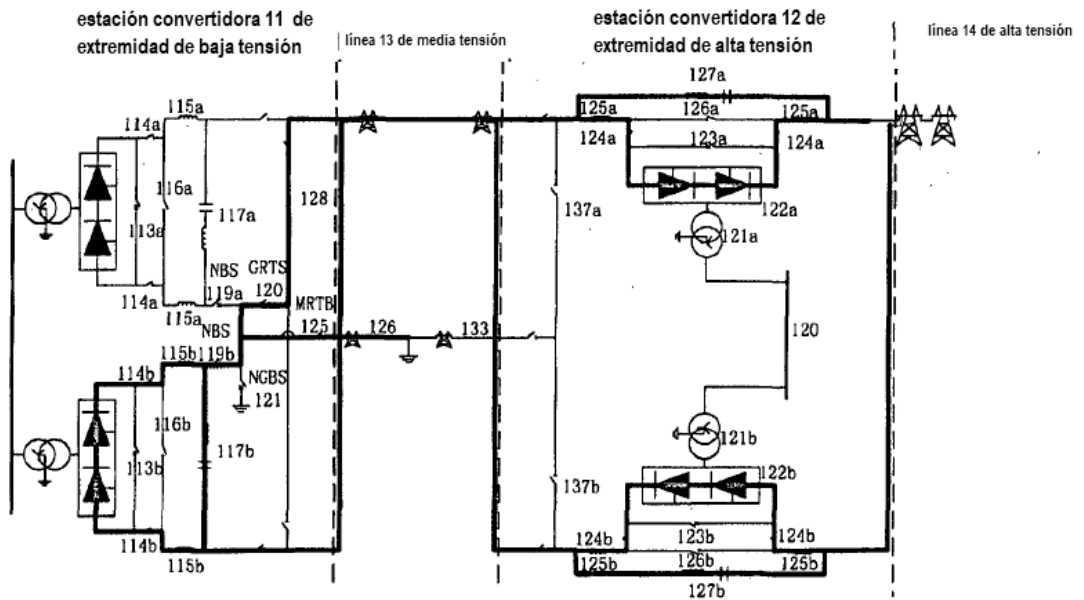 estación convertidora 11 de
extremidad de baja tensión
línea 13 de media tensión
estación convertidora 12 de
extremidad de alta tensión
línea 14 de alta tensión
127a
115a
125a
126a
125a
114a
124a
123a
124a
116a
128
122a
117a
137a
113a
121a
NBS
GRTS
114a
119a
120
115a
MRTB
NBS
125
126
133
120
115b
119b
114b
NGBS
121
116b
121b
117b
122b
113b
137b
114b
124b
123b
124b
115b
125b
126b
125b
127b